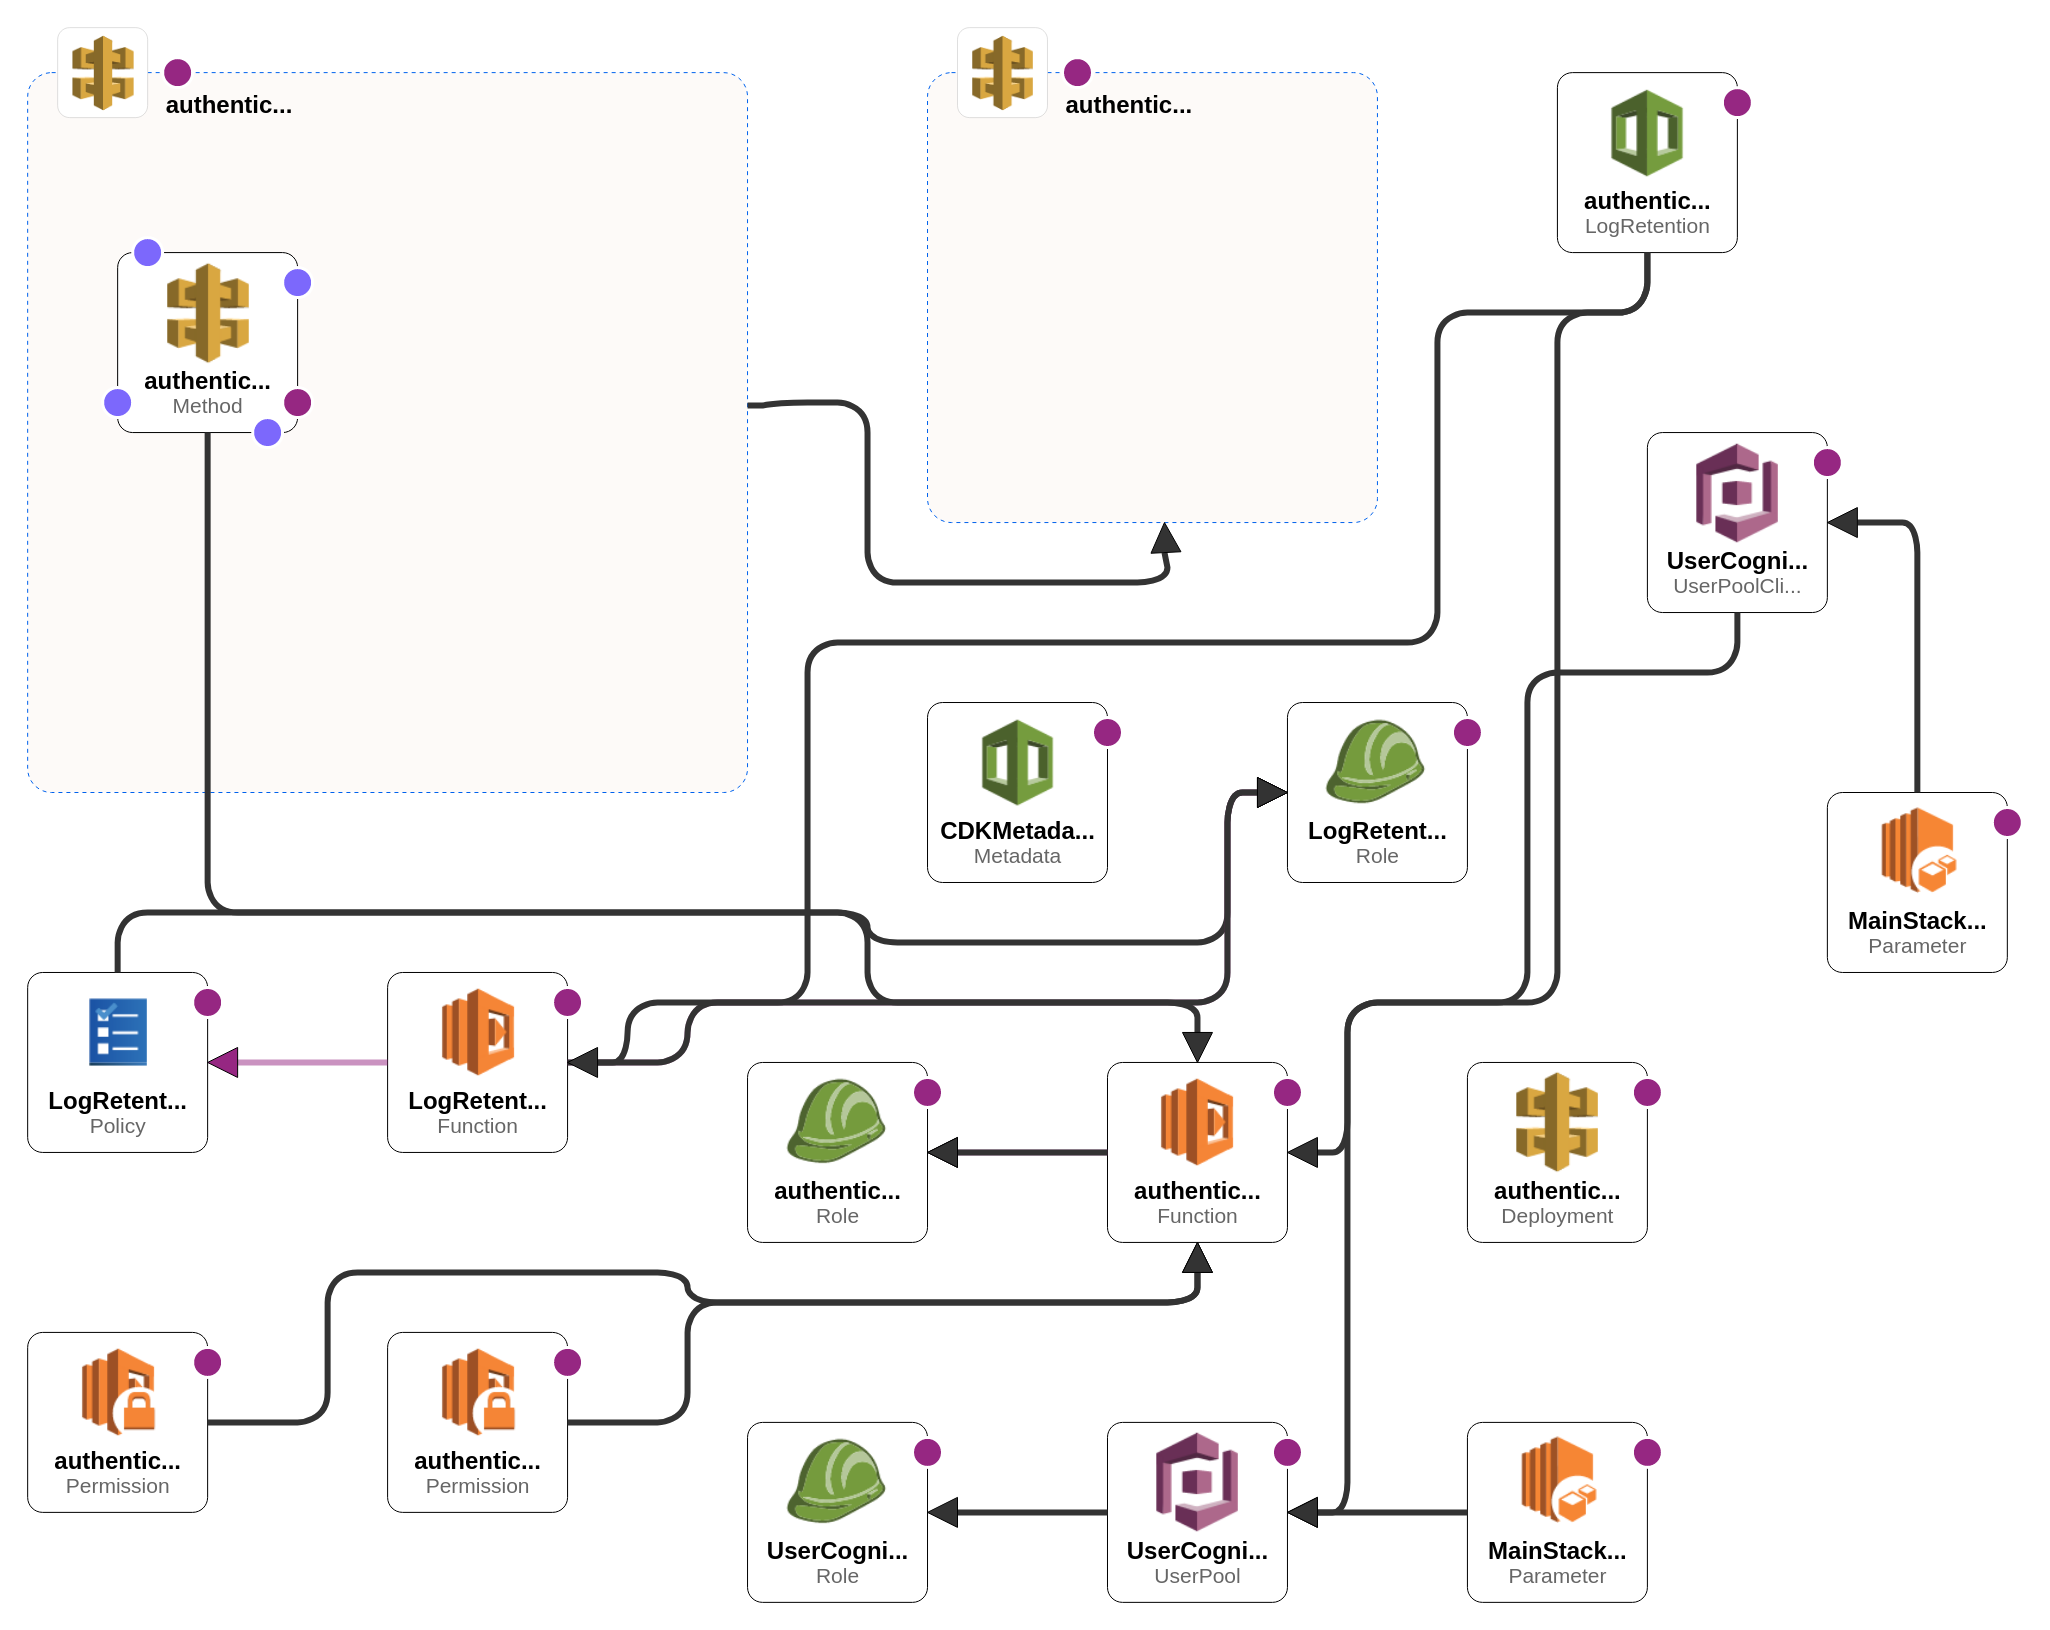 authentic...
authentic...
authentic...
LogRetention
authentic...
Method
UserCogni...
UserPoolCli...
CDKMetada...
Metadata
LogRetent...
Role
MainStack...
Parameter
LogRetent...
Policy
LogRetent...
Function
authentic...
Role
authentic...
Function
authentic...
Deployment
authentic...
Permission
authentic...
Permission
UserCogni...
Role
UserCogni...
UserPool
MainStack...
Parameter